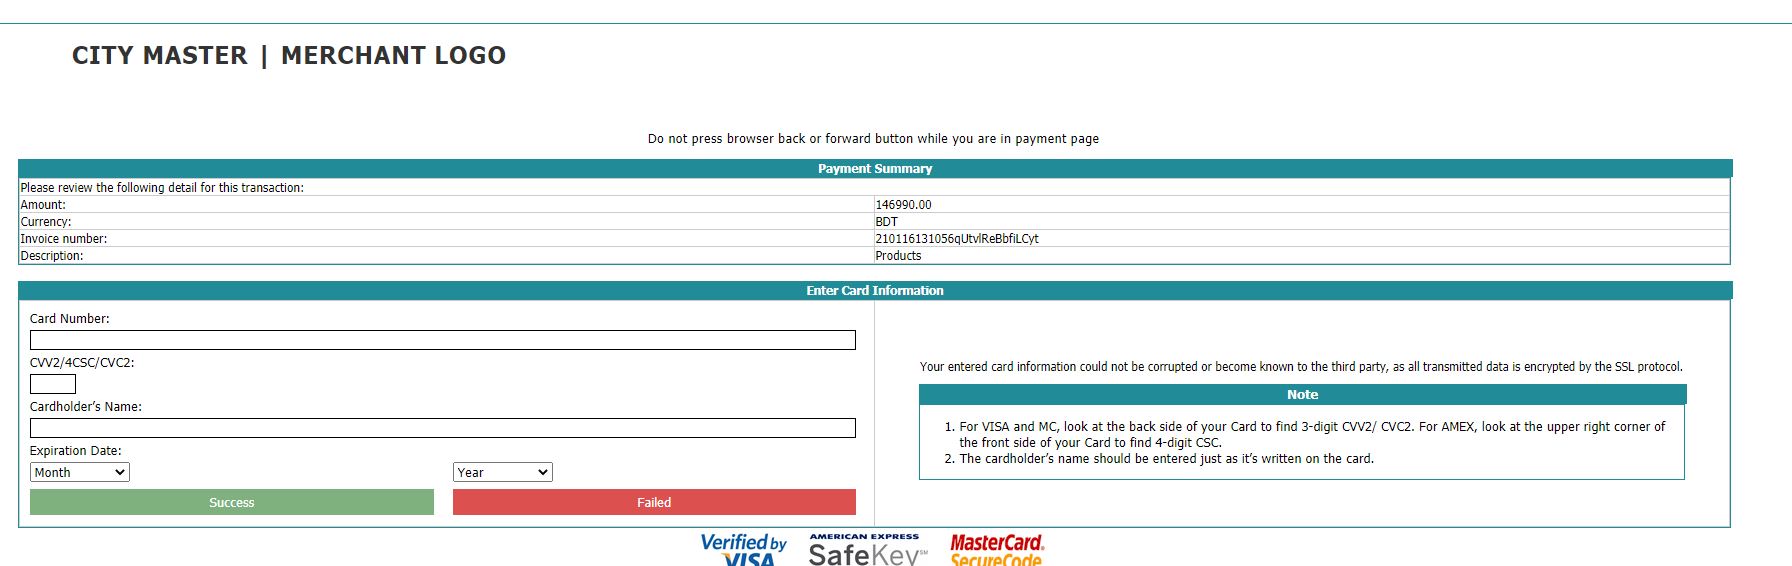 CITY MASTER | MERCHANT LOGO
Do not press browser back or forward button while you are in payment page
Payment Summary
Please review the following detail for this transaction:
Amount: 146990.00
Currency: BDT
Invoice number: 210116131056qUtvlReBbfiLCyt
Description: Products
Enter Card Information
Card Number:
CVV2/4CSC/CVC2:
Cardholder’s Name:
Expiration Date:
Month Year
Success Failed
Your entered card information could not be corrupted or become known to the third party, as all transmitted data is encrypted by the SSL protocol.
Note
1. For VISA and MC, look at the back side of your Card to find 3-digit CVV2/ CVC2. For AMEX, look at the upper right corner of
the front side of your Card to find 4-digit CSC.
2. The cardholder’s name should be entered just as it’s written on the card.
Verified by
VISA
AMERICAN EXPRESS
SafeKey SM
MasterCard.
SecureCode